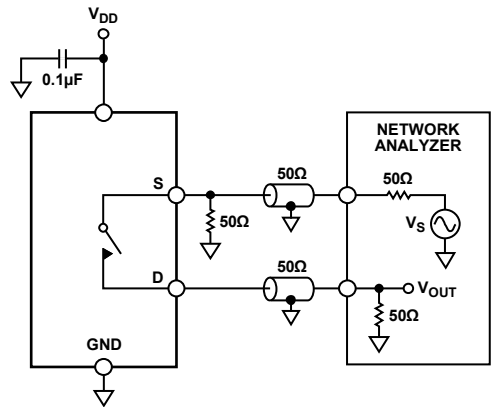 VDD
0.1µF
NETWORK
ANALYZER
S
50Ω
50Ω
50Ω
VS
D
50Ω
VOUT
50Ω
GND